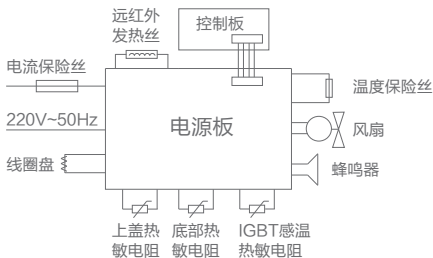 远红外
发热丝
控制板
电流保险丝
温度保险丝
220V~50Hz
电源板
风扇
线圈盘
蜂鸣器
上盖热
敏电阻
底部热
敏电阻
IGBT感温
热敏电阻